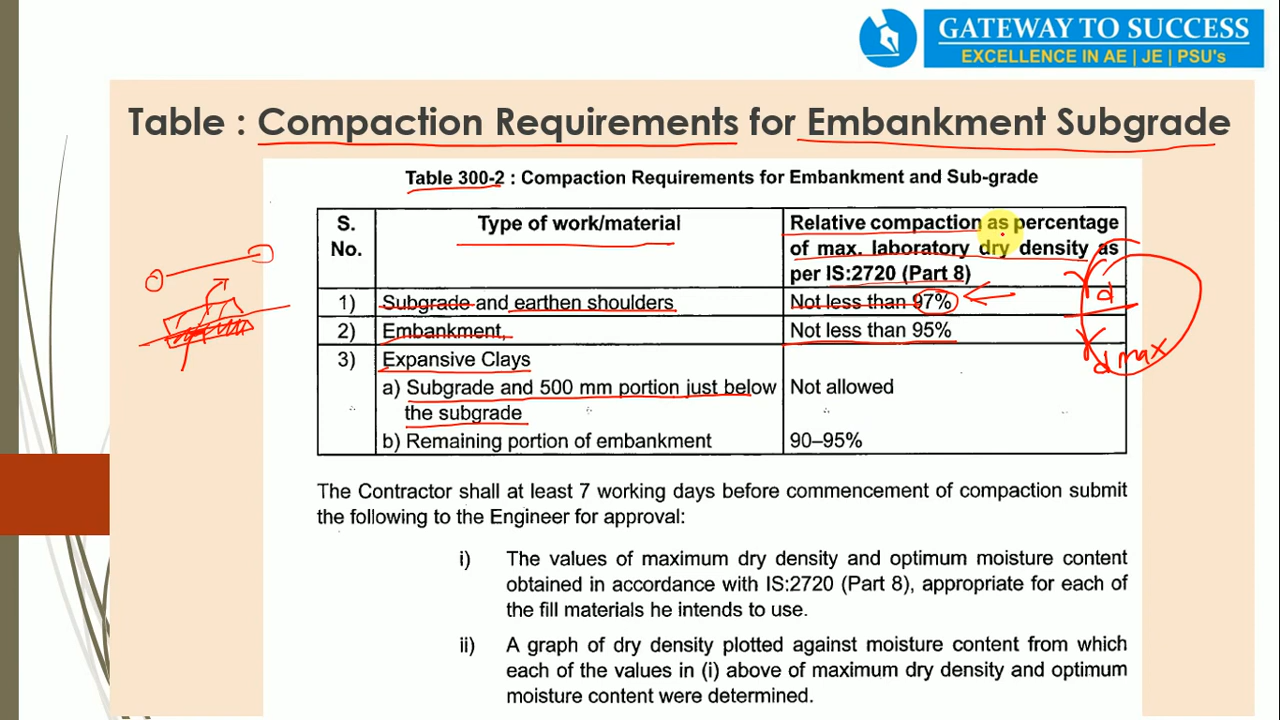 GATEWAY TO SUCCESS
EXCELLENCE IN AE | JE | PSU's
Table : Compaction Requirements for Embankment Subgrade
Table 300-2 : Compaction Requirements for Embankment and Sub-grade
S. No. Type of work/material Relative compaction as percentage of max. laboratory dry density as per IS:2720 (Part 8)
1) Subgrade and earthen shoulders Not less than 97%
2) Embankment, Not less than 95%
3) Expansive Clays
a) Subgrade and 500 mm portion just below the subgrade Not allowed
b) Remaining portion of embankment 90–95%
d
d max
The Contractor shall at least 7 working days before commencement of compaction submit
the following to the Engineer for approval:
i) The values of maximum dry density and optimum moisture content
obtained in accordance with IS:2720 (Part 8), appropriate for each of
the fill materials he intends to use.
ii) A graph of dry density plotted against moisture content from which
each of the values in (i) above of maximum dry density and optimum
moisture content were determined.